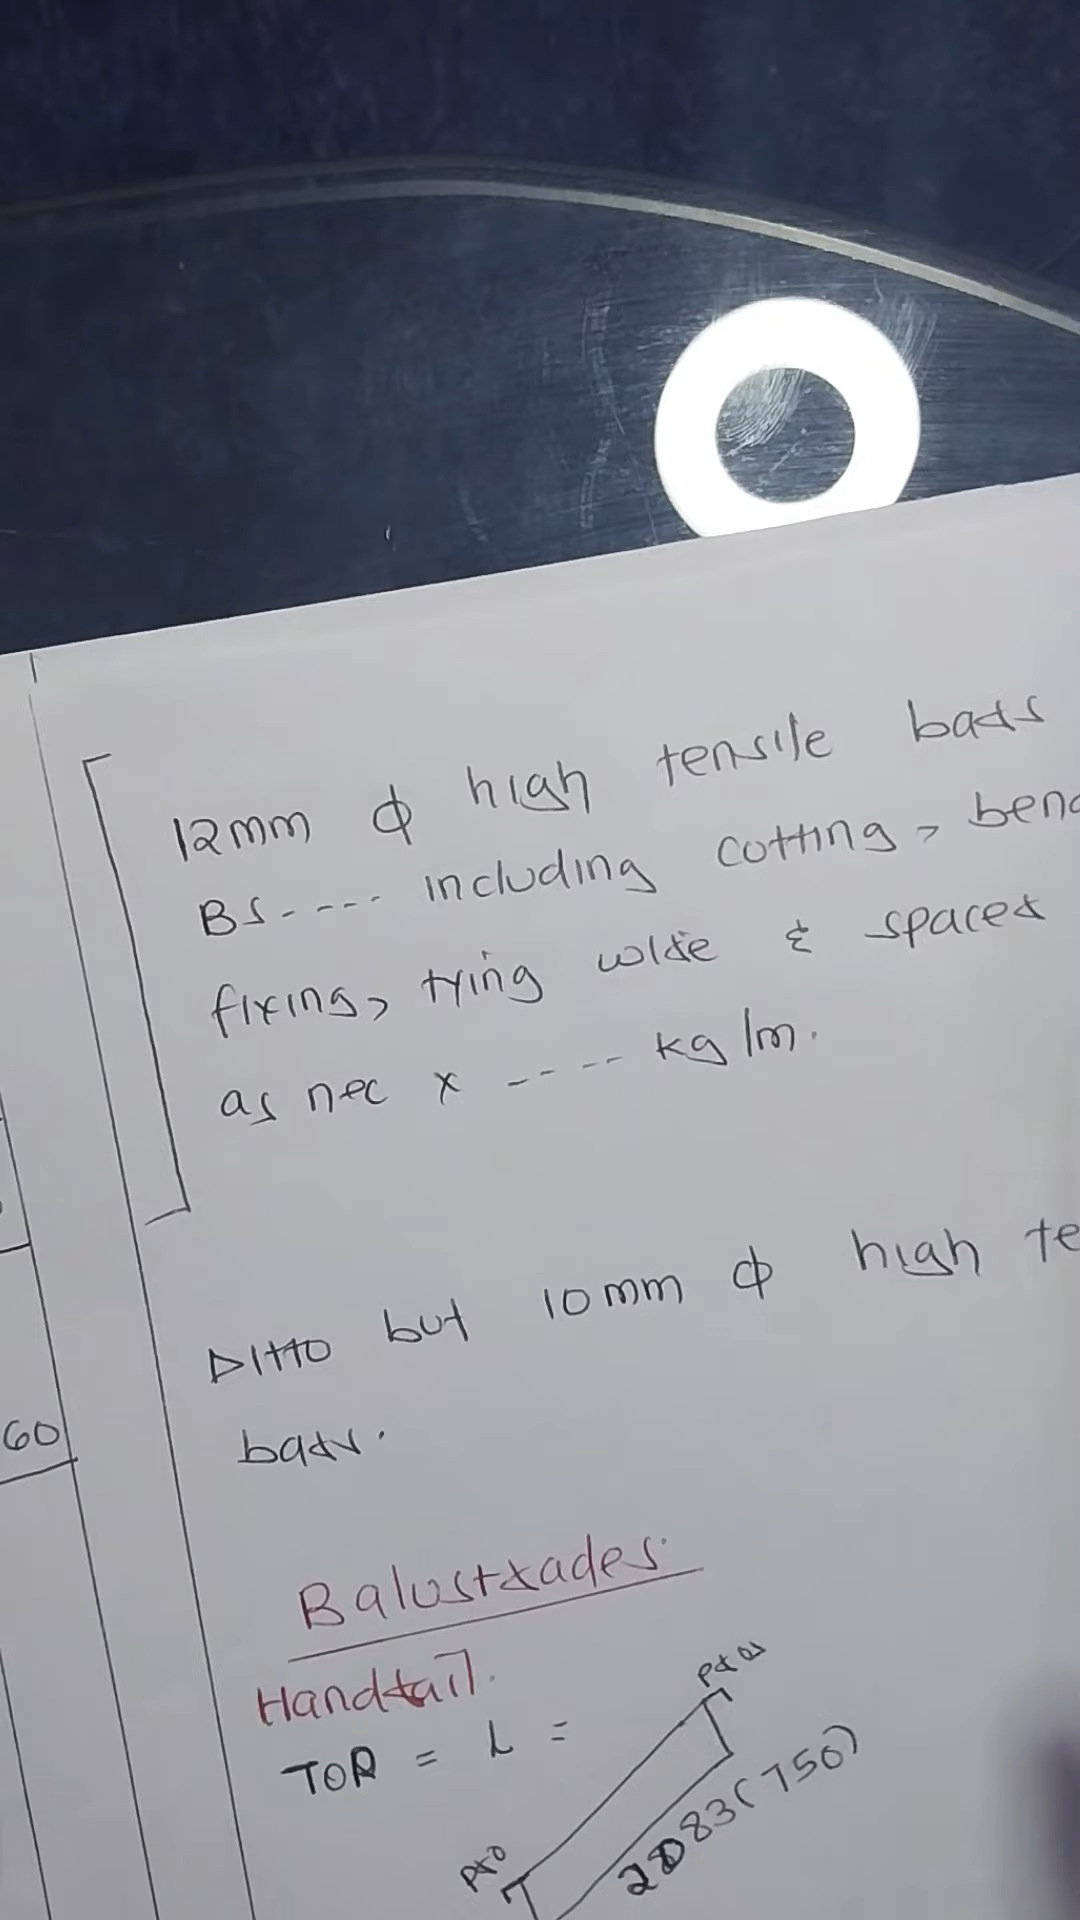 12mm ф high tensile bars
BS---- including cutting, bend
fixing, tying wire & spacer
as nec x ---- kg/m.
Ditto but 10mm ф high te
60
bars.
Balustrades.
Handrail.
TOR = L =
2083(750)